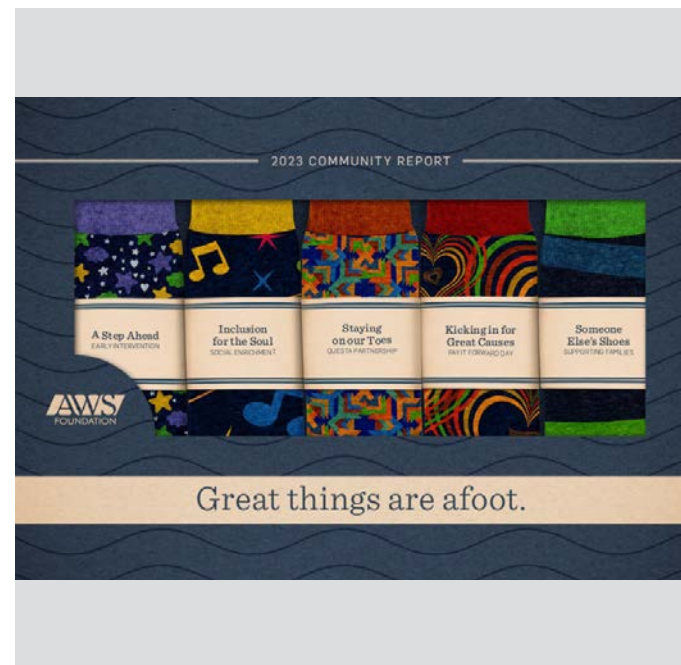 2023 COMMUNITY REPORT
A Step Ahead
EARLY INTERVENTION
Inclusion
for the Soul
SOCIAL ENRICHMENT
Staying
on our Toes
QUESTA PARTNERSHIP
Kicking in for
Great Causes
PAY IT FORWARD DAY
Someone
Else's Shoes
SUPPORTING FAMILIES
AWS
FOUNDATION
Great things are afoot.